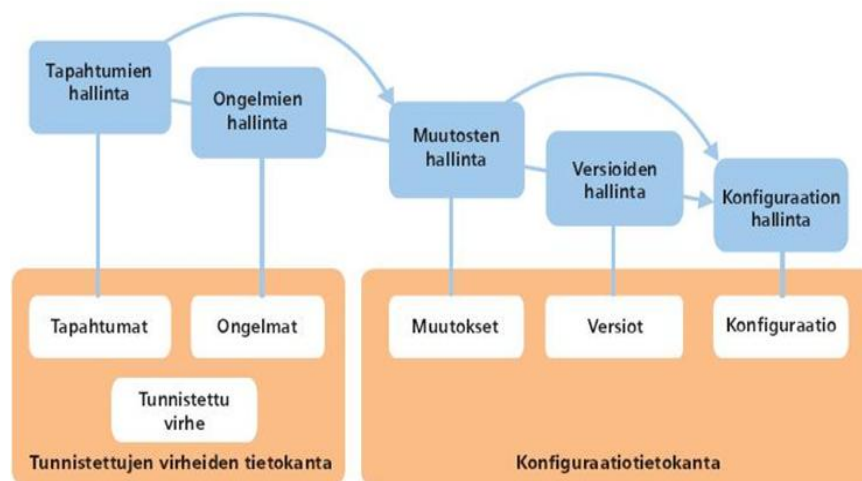 Tapahtumien
hallinta
Ongelmien
hallinta
Muutosten
hallinta
Versioiden
hallinta
Konfiguraation
hallinta
Tapahtumat
Ongelmat
Tunnistettu
virhe
Tunnistettujen virheiden tietokanta
Muutokset
Versiot
Konfiguraatio
Konfiguraatiotietokanta